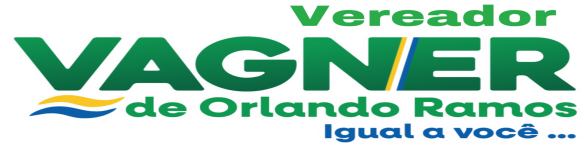 Vereador
VAGNER
de Orlando Ramos
Igual a você ...